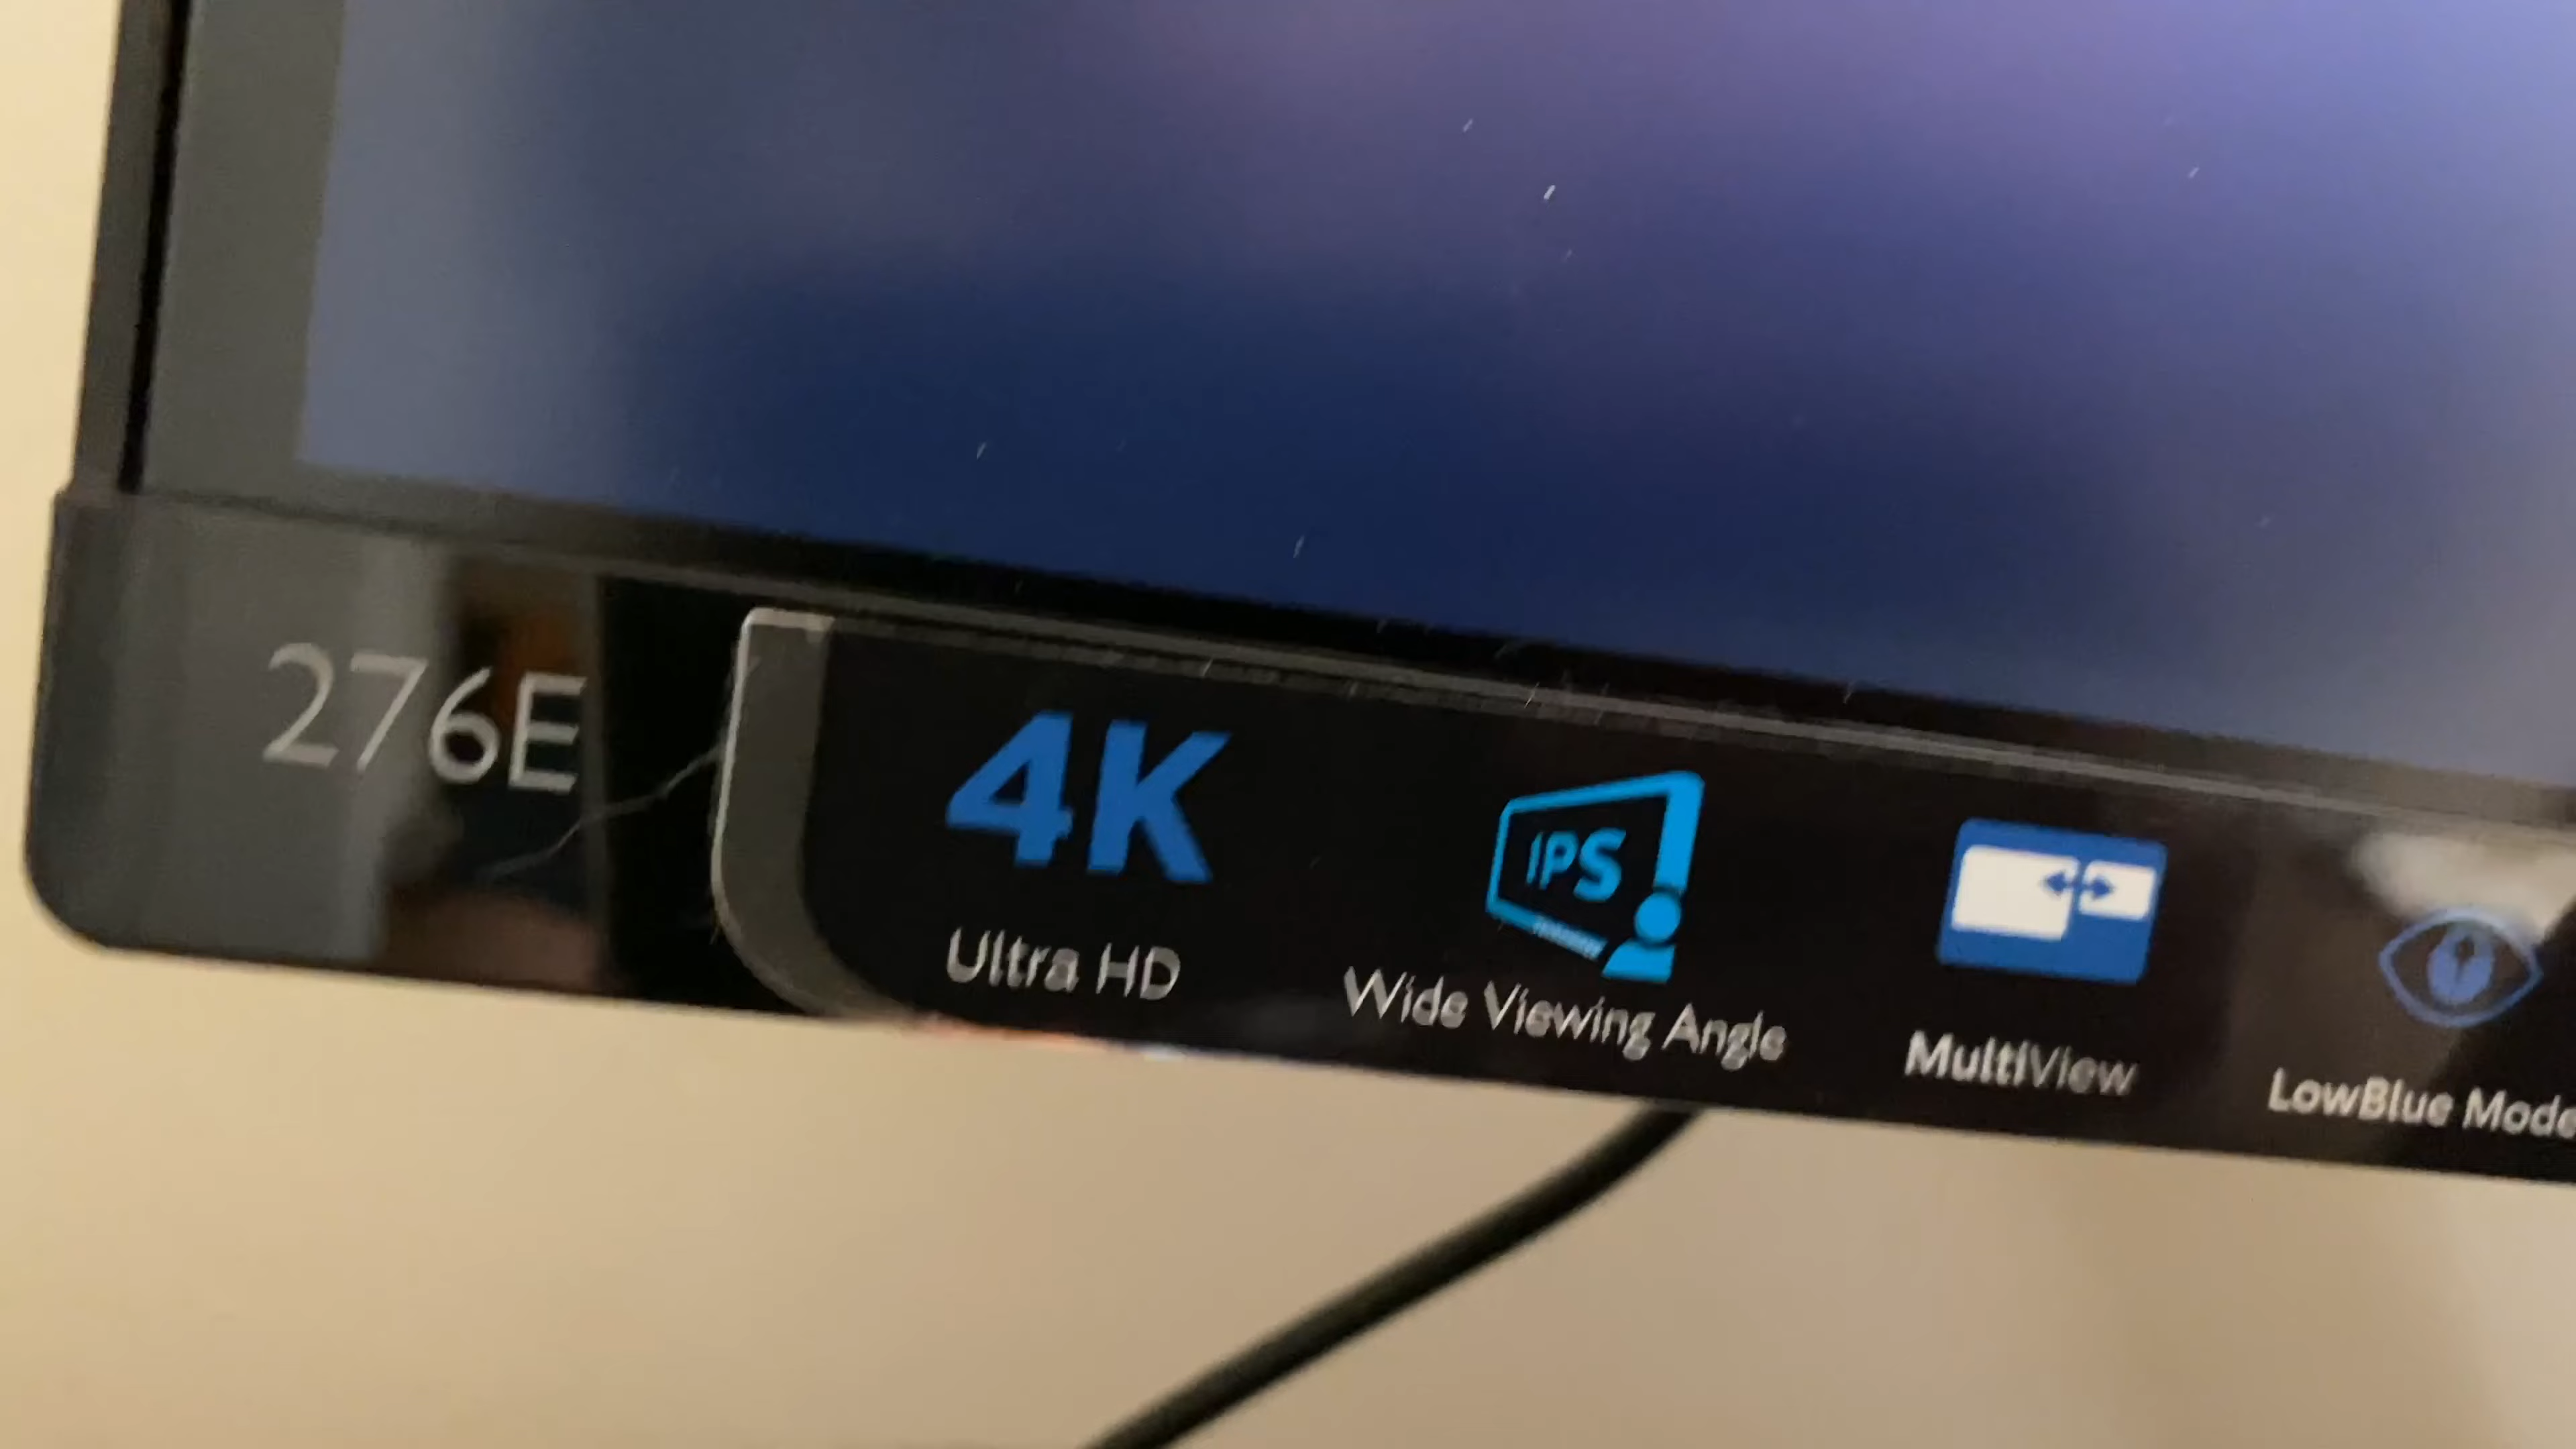 276E
4K
Ultra HD
IPS
Wide Viewing Angle
MultiView
LowBlue Mode